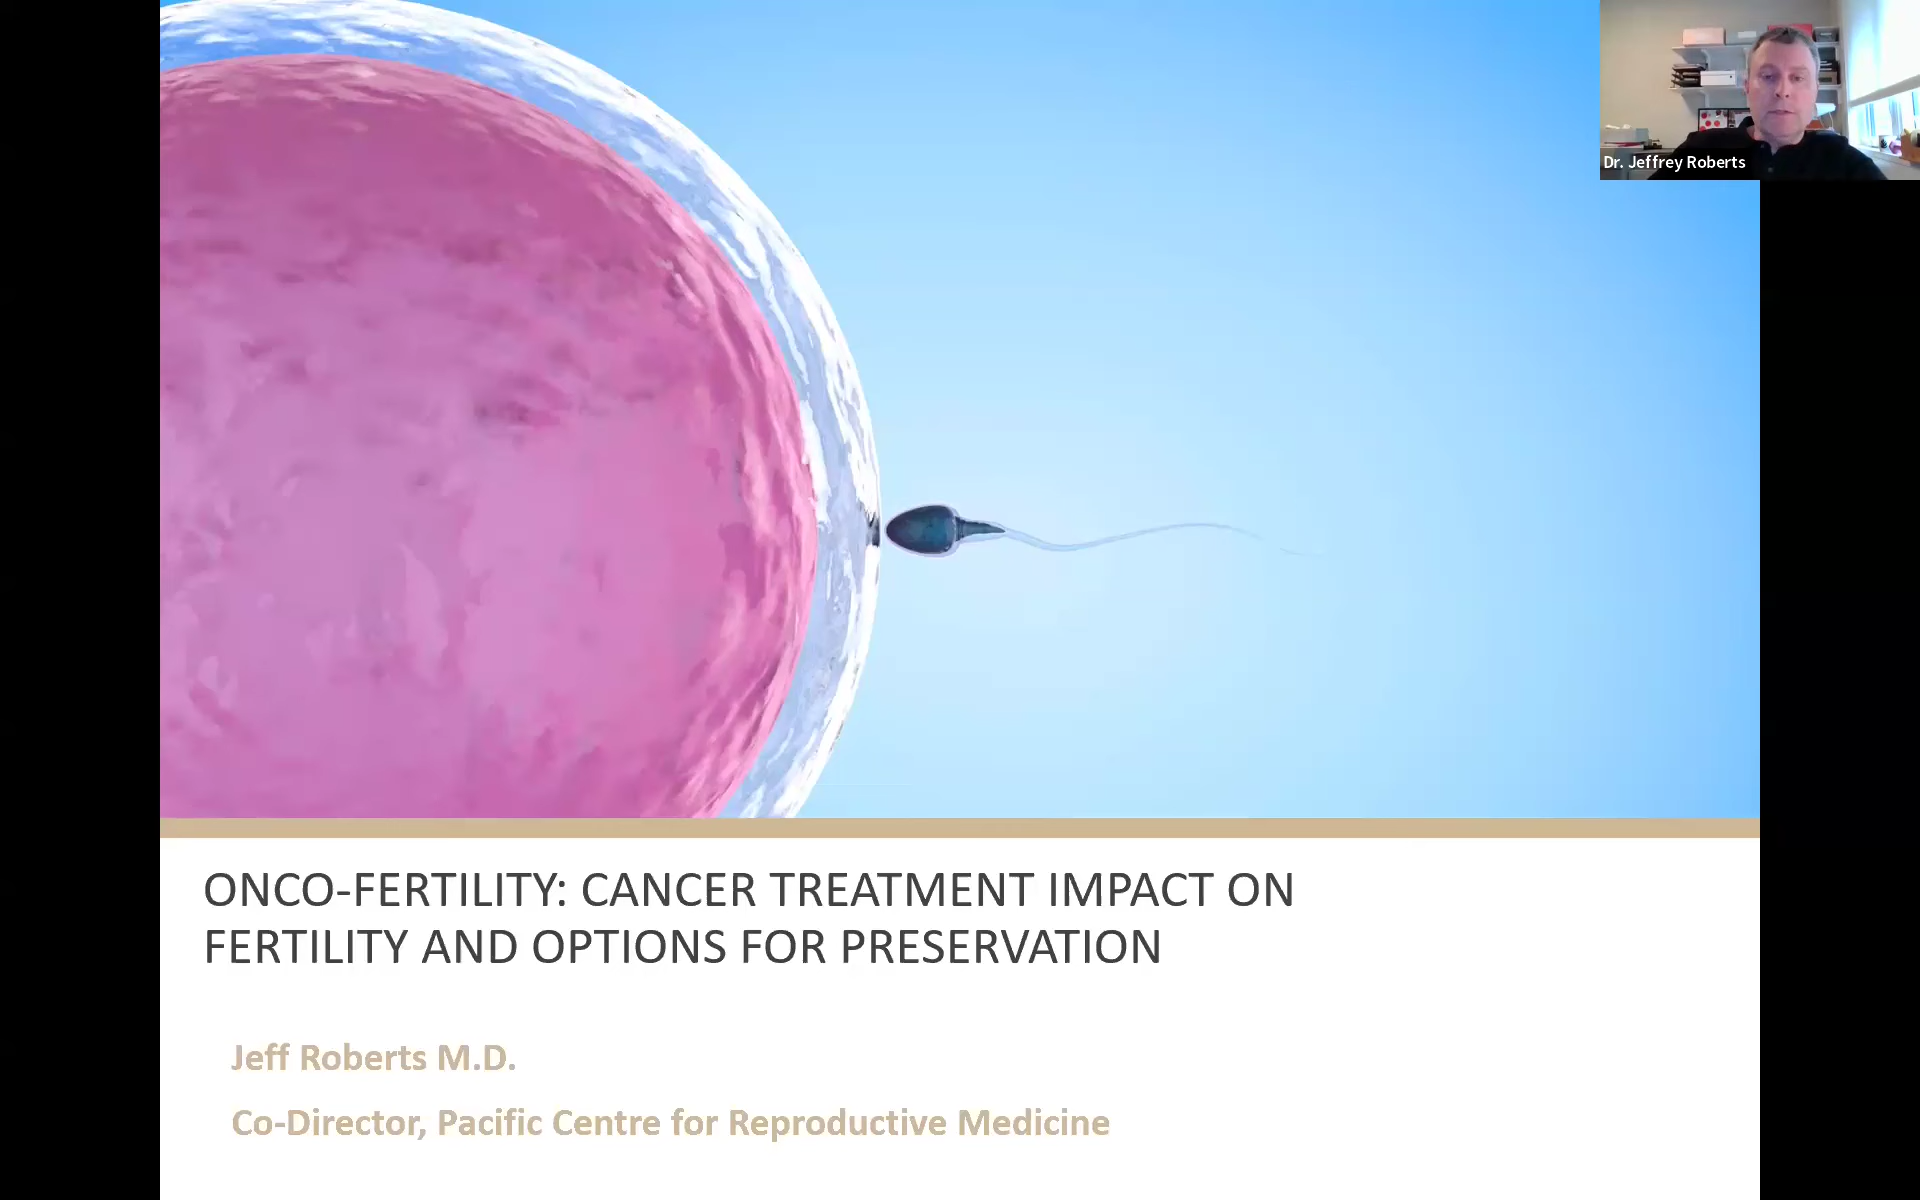 Dr. Jeffrey Roberts
ONCO-FERTILITY: CANCER TREATMENT IMPACT ON
FERTILITY AND OPTIONS FOR PRESERVATION
Jeff Roberts M.D.
Co-Director, Pacific Centre for Reproductive Medicine